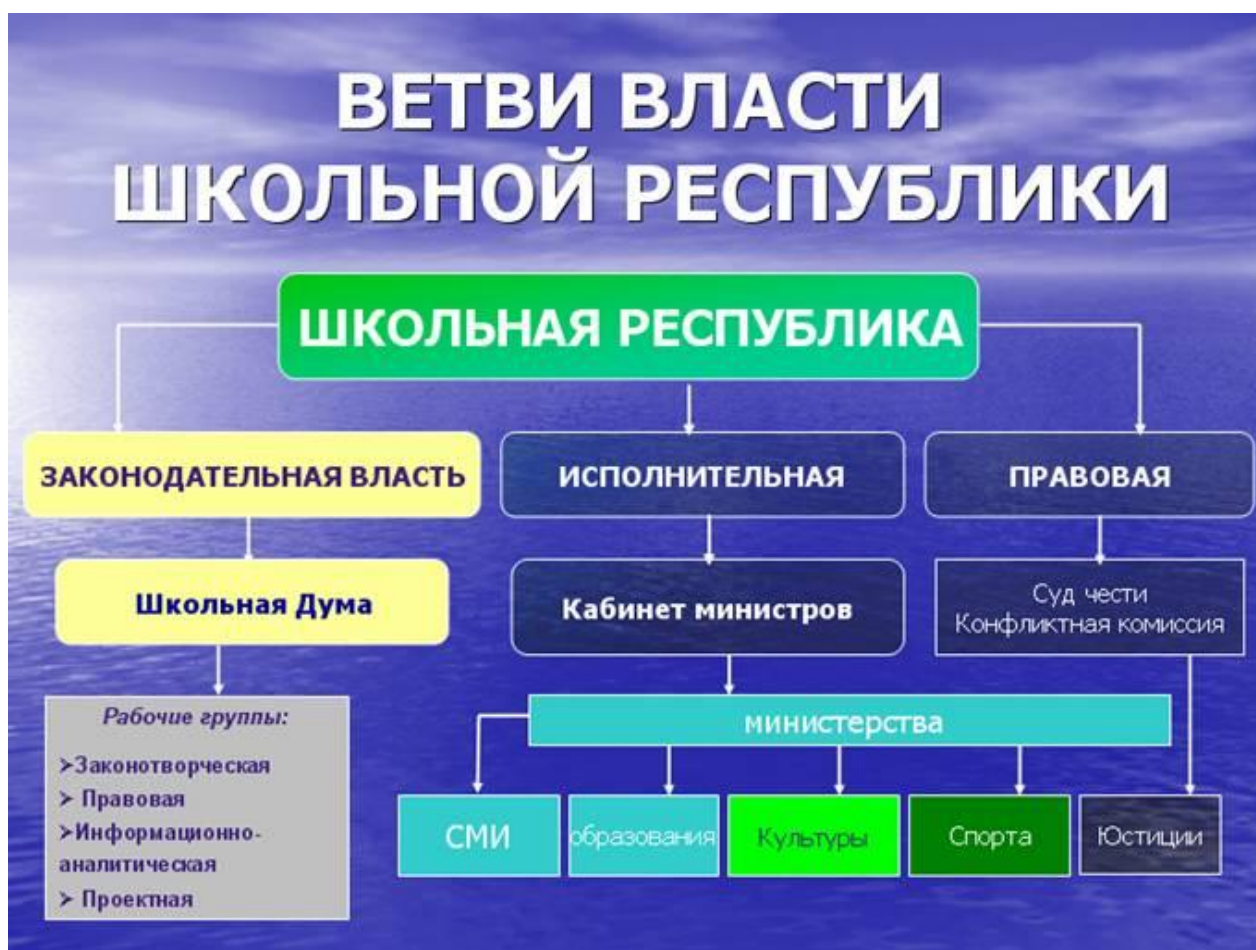 ВЕТВИ ВЛАСТИ
ШКОЛЬНОЙ РЕСПУБЛИКИ
ШКОЛЬНАЯ РЕСПУБЛИКА
ЗАКОНОДАТЕЛЬНАЯ ВЛАСТЬ
ИСПОЛНИТЕЛЬНАЯ
ПРАВОВАЯ
Школьная Дума
Кабинет министров
Суд чести
Конфликтная комиссия
Рабочие группы:
➢Законотворческая
➢ Правовая
➢Информационно-
аналитическая
➢ Проектная
министерства
СМИ
образования
Культуры
Спорта
Юстиции